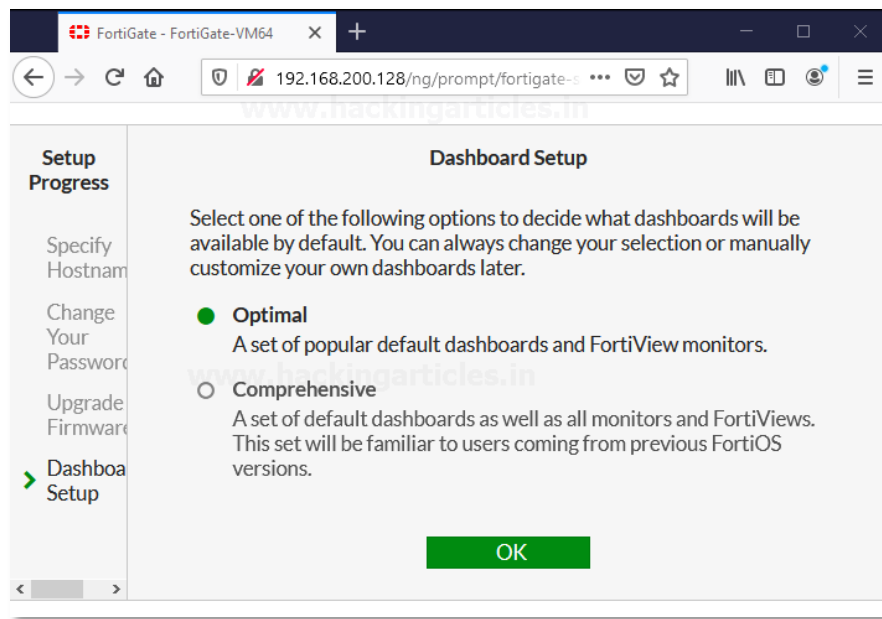 FortiGate - FortiGate-VM64
192.168.200.128/ng/prompt/fortigate-s
www.hackingarticles.in
Setup
Progress
Specify
Hostnam
Change
Your
Password
Upgrade
Firmware
Dashboa
Setup
Dashboard Setup
Select one of the following options to decide what dashboards will be
available by default. You can always change your selection or manually
customize your own dashboards later.
Optimal
A set of popular default dashboards and FortiView monitors.
www.hackingarticles.in
Comprehensive
A set of default dashboards as well as all monitors and FortiViews.
This set will be familiar to users coming from previous FortiOS
versions.
OK